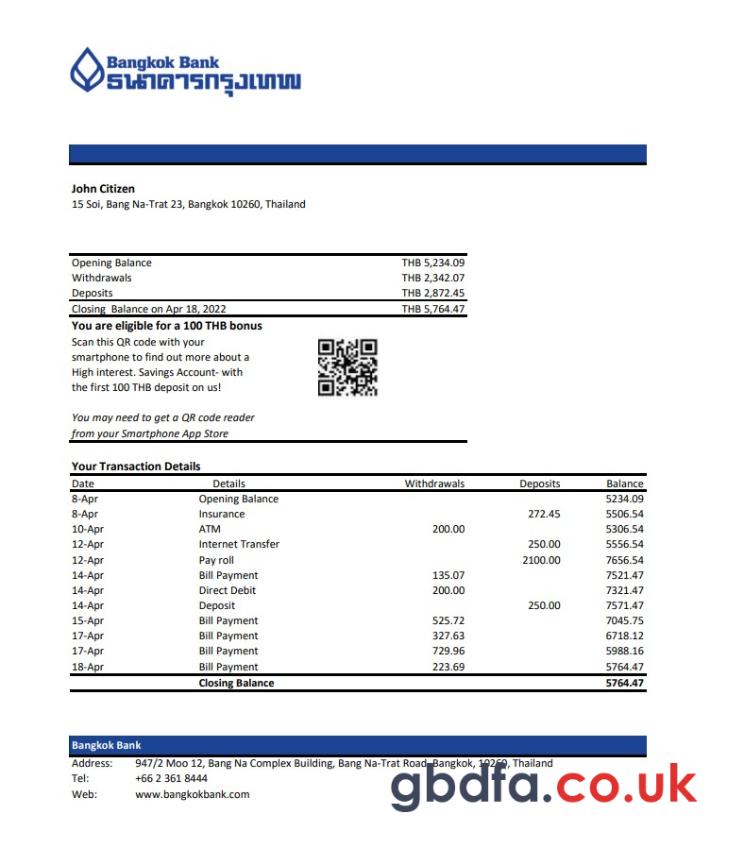 Bangkok Bank
ธนาคารกรุงเทพ
John Citizen
15 Soi, Bang Na-Trat 23, Bangkok 10260, Thailand
Opening Balance THB 5,234.09
Withdrawals THB 2,342.07
Deposits THB 2,872.45
Closing Balance on Apr 18, 2022 THB 5,764.47
You are eligible for a 100 THB bonus
Scan this QR code with your
smartphone to find out more about a
High interest. Savings Account- with
the first 100 THB deposit on us!
You may need to get a QR code reader
from your Smartphone App Store
Your Transaction Details
Date Details Withdrawals Deposits Balance
8-Apr Opening Balance 5234.09
8-Apr Insurance 272.45 5506.54
10-Apr ATM 200.00 5306.54
12-Apr Internet Transfer 250.00 5556.54
12-Apr Pay roll 2100.00 7656.54
14-Apr Bill Payment 135.07 7521.47
14-Apr Direct Debit 200.00 7321.47
14-Apr Deposit 250.00 7571.47
15-Apr Bill Payment 525.72 7045.75
17-Apr Bill Payment 327.63 6718.12
17-Apr Bill Payment 729.96 5988.16
18-Apr Bill Payment 223.69 5764.47
Closing Balance 5764.47
Bangkok Bank
Address: 947/2 Moo 12, Bang Na Complex Building, Bang Na-Trat Road, Bangkok, 10260, Thailand
Tel: +66 2 361 8444
Web: www.bangkokbank.com
gbdfa.co.uk